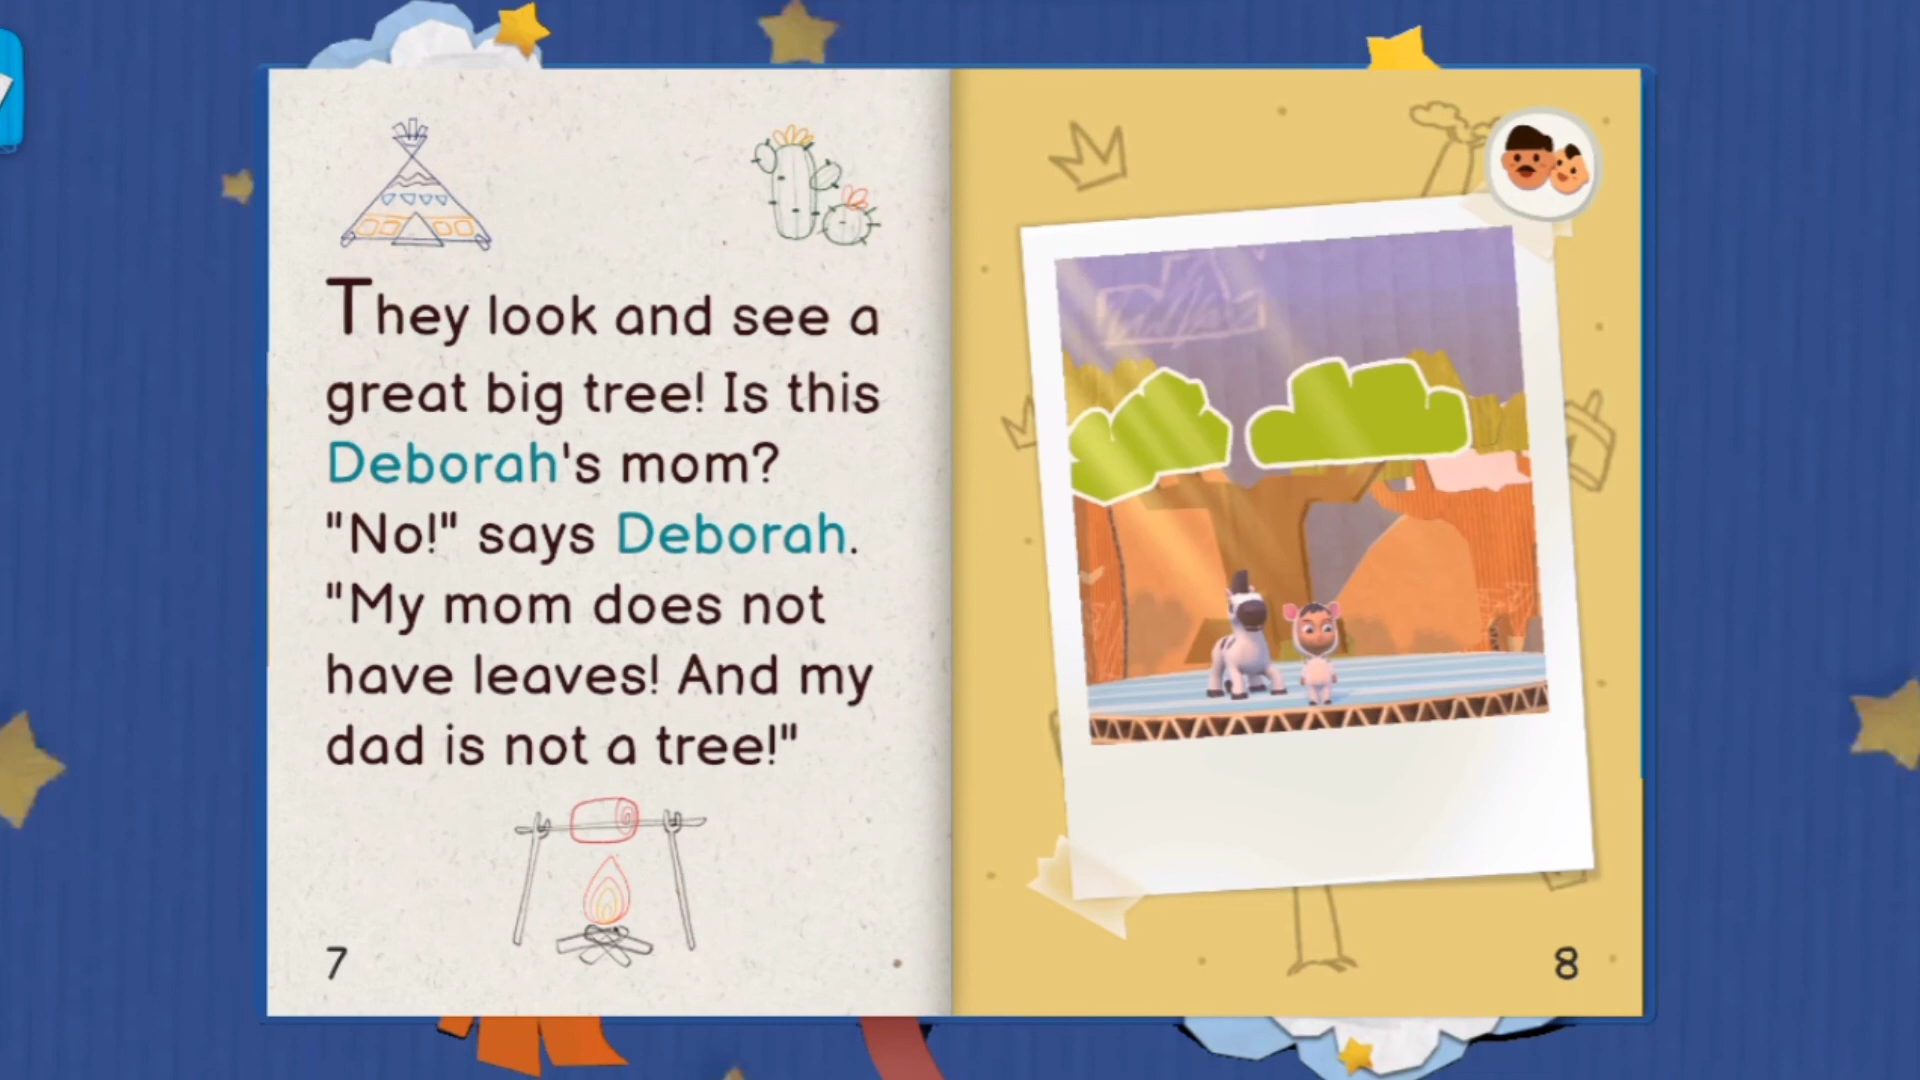 They look and see a
great big tree! Is this
Deborah's mom?
"No!" says Deborah.
"My mom does not
have leaves! And my
dad is not a tree!"
7
8